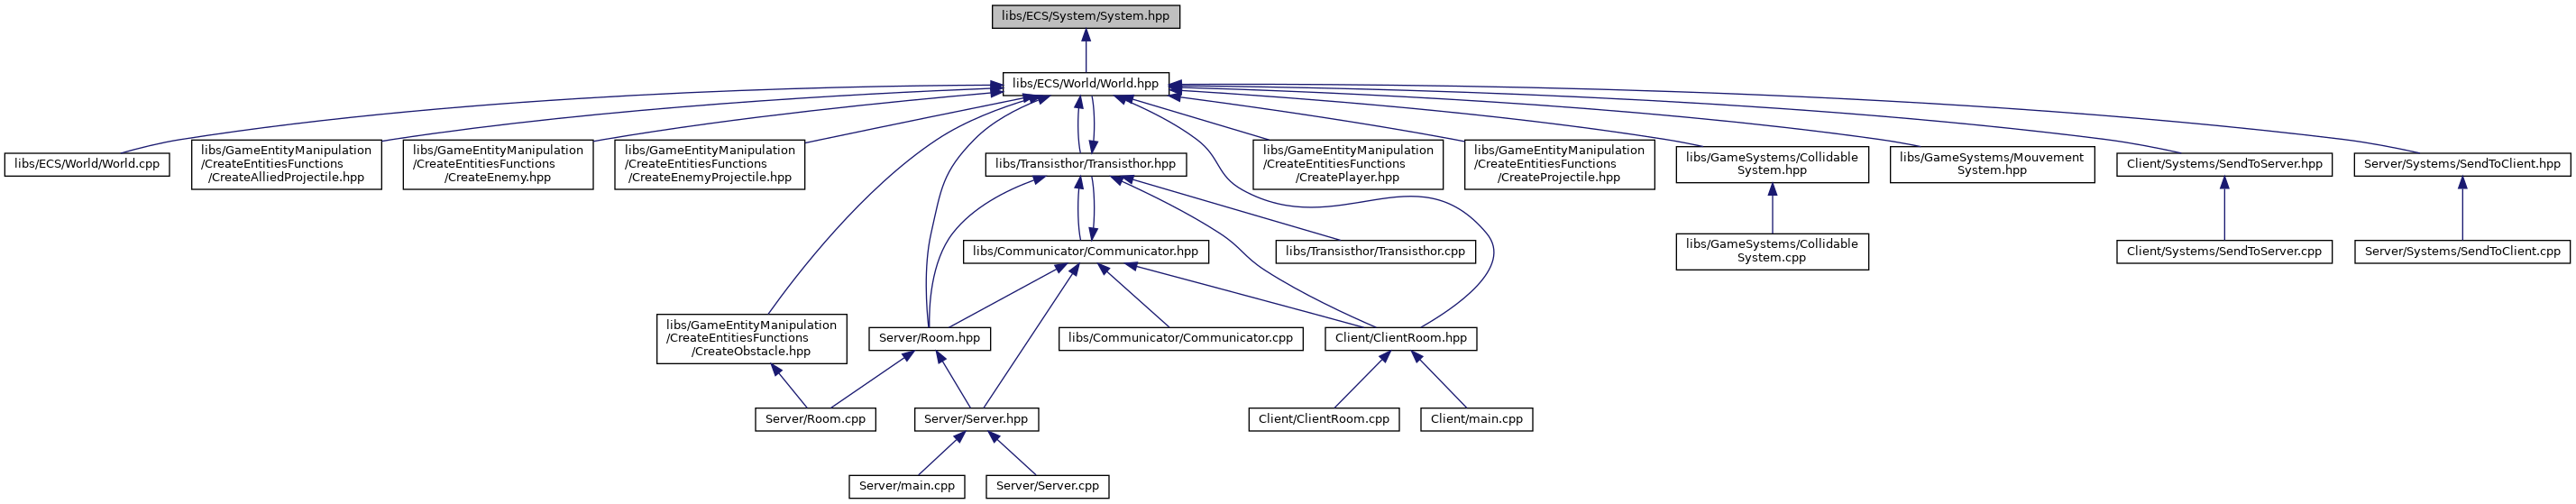 libs/ECS/System/System.hpp
libs/ECS/World/World.hpp
libs/ECS/World/World.cpp
libs/GameEntityManipulation
/CreateEntitiesFunctions
/CreateAlliedProjectile.hpp
libs/GameEntityManipulation
/CreateEntitiesFunctions
/CreateEnemy.hpp
libs/GameEntityManipulation
/CreateEntitiesFunctions
/CreateEnemyProjectile.hpp
libs/Transisthor/Transisthor.hpp
libs/GameEntityManipulation
/CreateEntitiesFunctions
/CreatePlayer.hpp
libs/GameEntityManipulation
/CreateEntitiesFunctions
/CreateProjectile.hpp
libs/GameSystems/Collidable
System.hpp
libs/GameSystems/Mouvement
System.hpp
Client/Systems/SendToServer.hpp
Server/Systems/SendToClient.hpp
libs/Communicator/Communicator.hpp
libs/Transisthor/Transisthor.cpp
libs/GameSystems/Collidable
System.cpp
Client/Systems/SendToServer.cpp
Server/Systems/SendToClient.cpp
libs/GameEntityManipulation
/CreateEntitiesFunctions
/CreateObstacle.hpp
Server/Room.hpp
libs/Communicator/Communicator.cpp
Client/ClientRoom.hpp
Server/Room.cpp
Server/Server.hpp
Client/ClientRoom.cpp
Client/main.cpp
Server/main.cpp
Server/Server.cpp